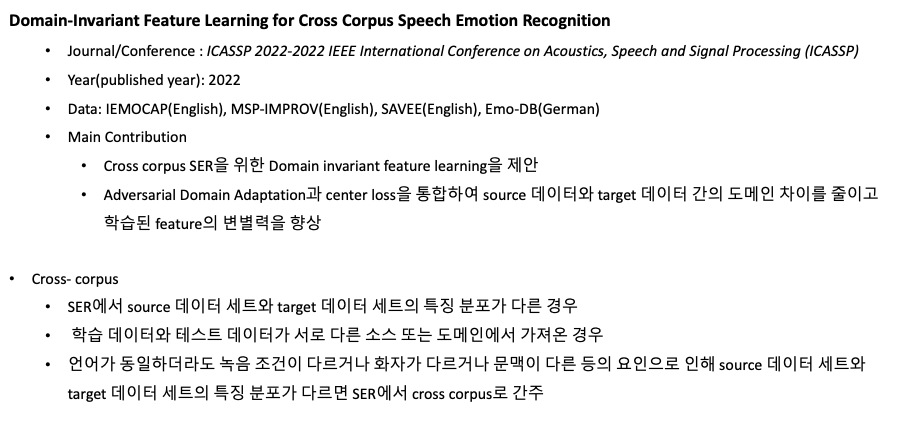 Domain-Invariant Feature Learning for Cross Corpus Speech Emotion Recognition
• Journal/Conference : ICASSP 2022-2022 IEEE International Conference on Acoustics, Speech and Signal Processing (ICASSP)
• Year(published year): 2022
• Data: IEMOCAP(English), MSP-IMPROV(English), SAVEE(English), Emo-DB(German)
• Main Contribution
• Cross corpus SER을 위한 Domain invariant feature learning을 제안
• Adversarial Domain Adaptation과 center loss을 통합하여 source 데이터와 target 데이터 간의 도메인 차이를 줄이고
학습된 feature의 변별력을 향상
• Cross- corpus
• SER에서 source 데이터 세트와 target 데이터 세트의 특징 분포가 다른 경우
• 학습 데이터와 테스트 데이터가 서로 다른 소스 또는 도메인에서 가져온 경우
• 언어가 동일하더라도 녹음 조건이 다르거나 화자가 다르거나 문맥이 다른 등의 요인으로 인해 source 데이터 세트와
target 데이터 세트의 특징 분포가 다르면 SER에서 cross corpus로 간주